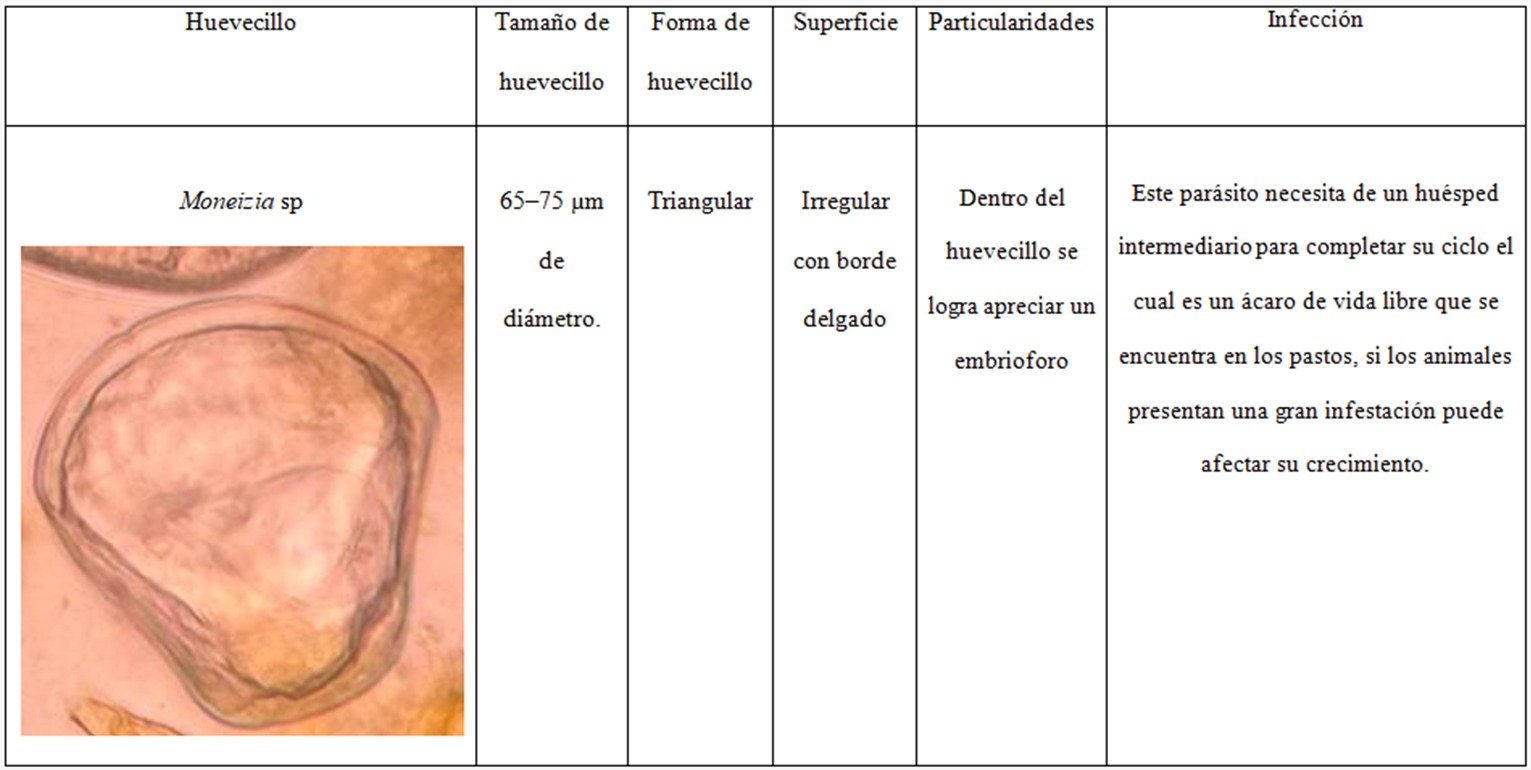 Huevecillo
Tamaño de
huevecillo
Forma de
huevecillo
Superficie
Particularidades
Infección
Moneizia sp
65–75 μm
de
diámetro.
Triangular
Irregular
con borde
delgado
Dentro del
huevecillo se
logra apreciar un
embrioforo
Este parásito necesita de un huésped
intermediario para completar su ciclo el
cual es un ácaro de vida libre que se
encuentra en los pastos, si los animales
presentan una gran infestación puede
afectar su crecimiento.